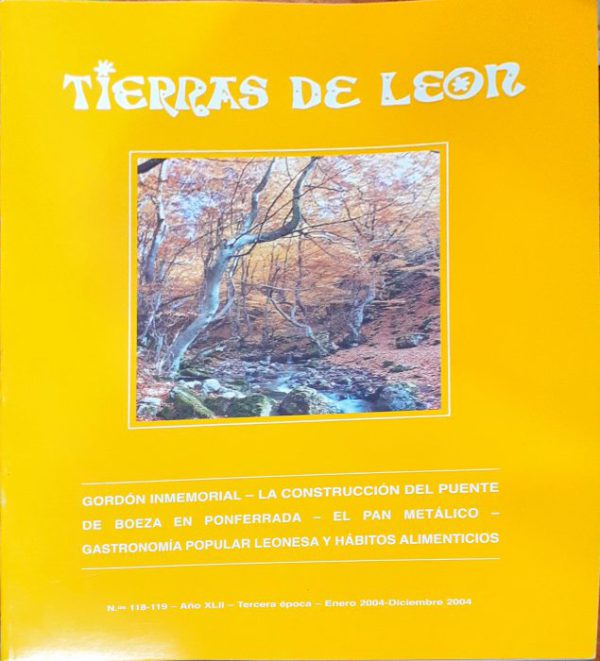 TIERRAS DE LEON
GORDÓN INMEMORIAL – LA CONSTRUCCIÓN DEL PUENTE
DE BOEZA EN PONFERRADA – EL PAN METÁLICO –
GASTRONOMÍA POPULAR LEONESA Y HÁBITOS ALIMENTICIOS
N.ᵒˢ 118-119 – Año XLII – Tercera época – Enero 2004-Diciembre 2004